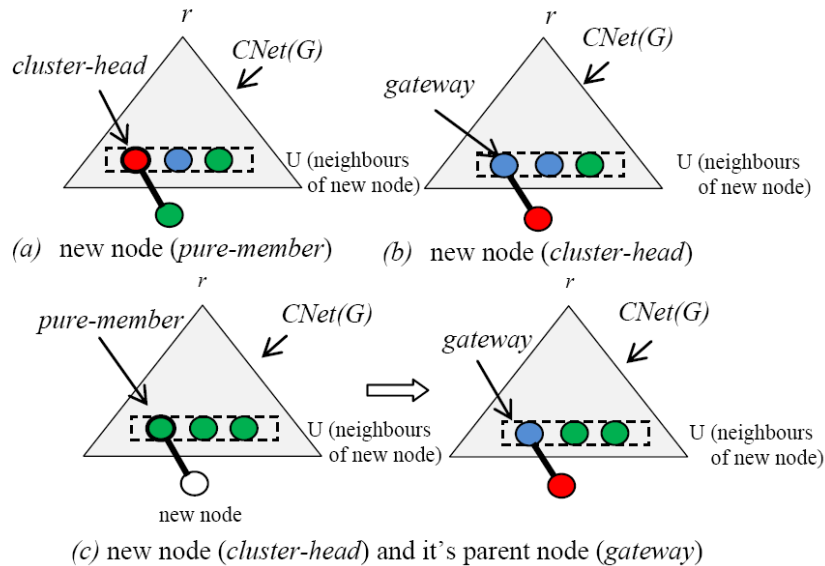 r
CNet(G)
cluster-head
U (neighbours
of new node)
(a) new node (pure-member)
r
CNet(G)
gateway
U (neighbours
of new node)
(b) new node (cluster-head)
r
CNet(G)
pure-member
U (neighbours
of new node)
new node
r
CNet(G)
gateway
U (neighbours
of new node)
(c) new node (cluster-head) and it's parent node (gateway)